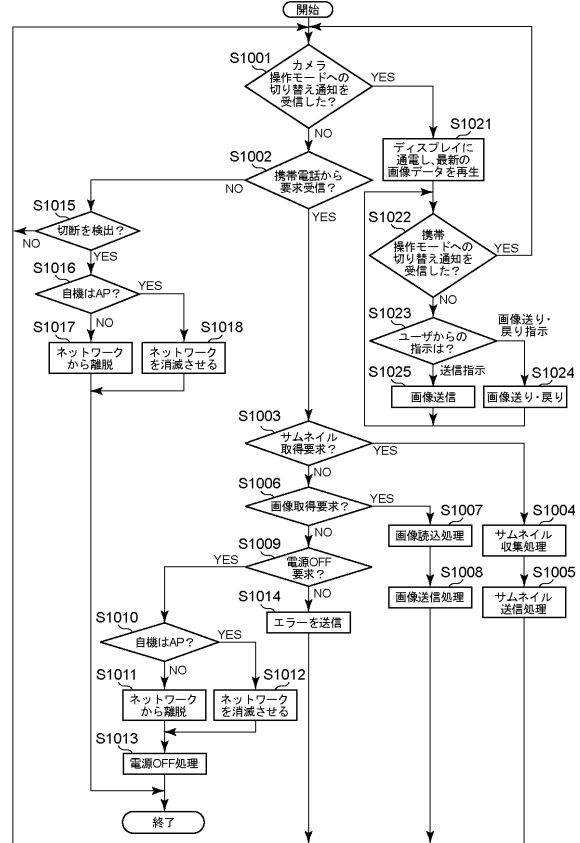 開始
S1001
カメラ
操作モードへの
切り替え通知を
受信した？
YES
NO
S1021
ディスプレイに
通電し、最新の
画像データを再生
S1002
携帯電話から
要求受信？
NO
YES
S1015
切断を検出？
NO
YES
S1022
携帯
操作モードへの
切り替え通知を
受信した？
YES
NO
S1016
自機はAP？
YES
NO
S1017
ネットワーク
から離脱
S1018
ネットワーク
を消滅させる
S1023
ユーザからの
指示は？
画像送り・
戻り指示
送信指示
S1025
画像送信
S1024
画像送り・戻り
S1003
サムネイル
取得要求？
YES
NO
S1006
画像取得要求？
YES
NO
S1007
画像読込処理
S1004
サムネイル
収集処理
S1009
電源OFF
要求？
YES
NO
S1008
画像送信処理
S1005
サムネイル
送信処理
S1014
エラーを送信
S1010
自機はAP？
YES
NO
S1011
ネットワーク
から離脱
S1012
ネットワーク
を消滅させる
S1013
電源OFF処理
終了